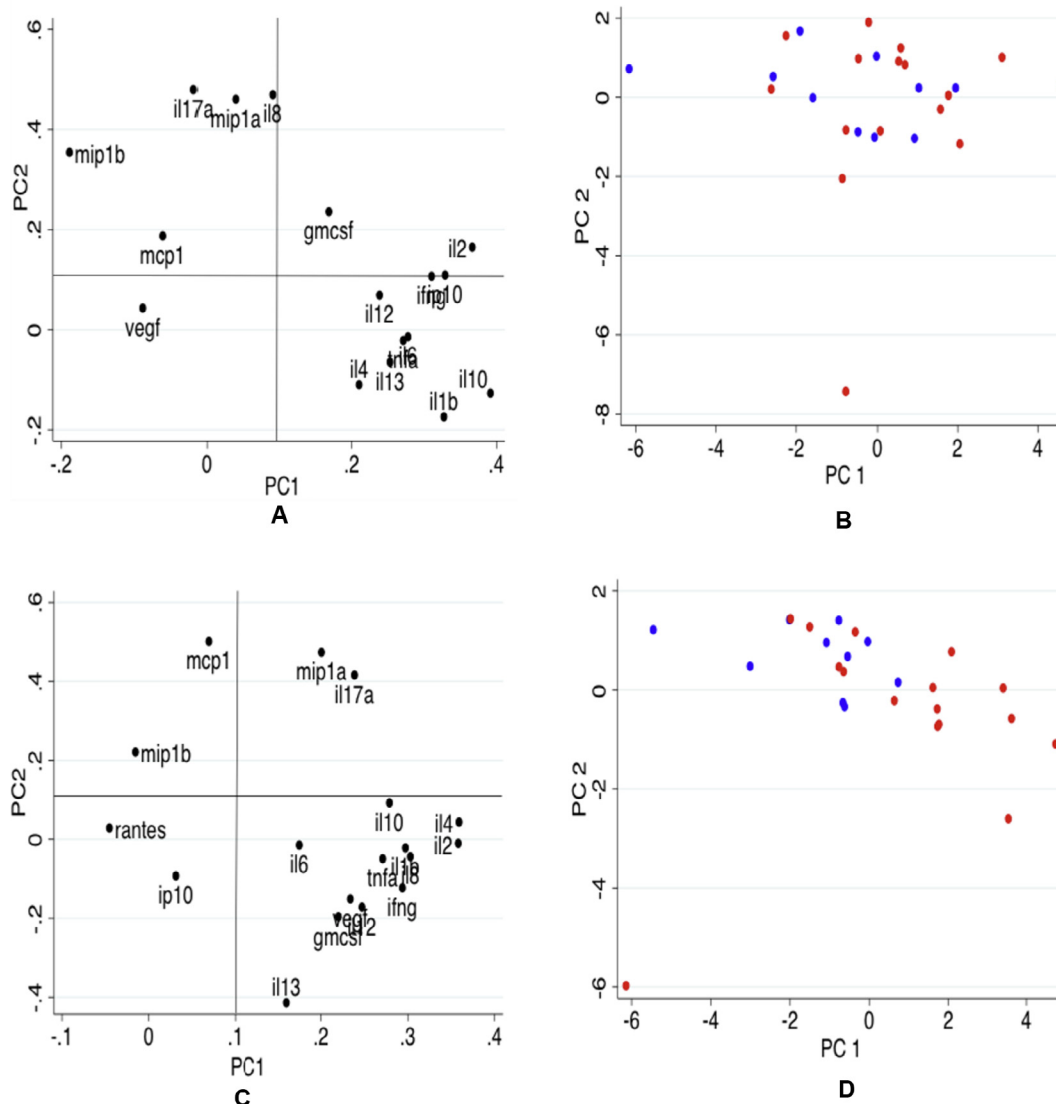 .6
.4
.2
0
-.2
PC2
il17a
mip1a
il8
mip1b
mcp1
gmcsf
il2
ifng
ip10
vegf
il12
il6
tnfa
il4
il13
il10
il1b
-.2
0
.2
.4
PC1
A
2
0
-2
-4
-6
-8
PC 2
-6
-4
-2
0
2
4
PC 1
B
.6
.4
.2
0
-.2
-.4
PC2
mcp1
mip1a
il17a
mip1b
rantes
il10
il4
il2
il6
il1b
tnfa
il8
ip10
ifng
vegf
il12
gmcsf
il13
-.1
0
.1
.2
.3
.4
PC1
C
2
0
-2
-4
-6
PC 2
-6
-4
-2
0
2
4
PC 1
D